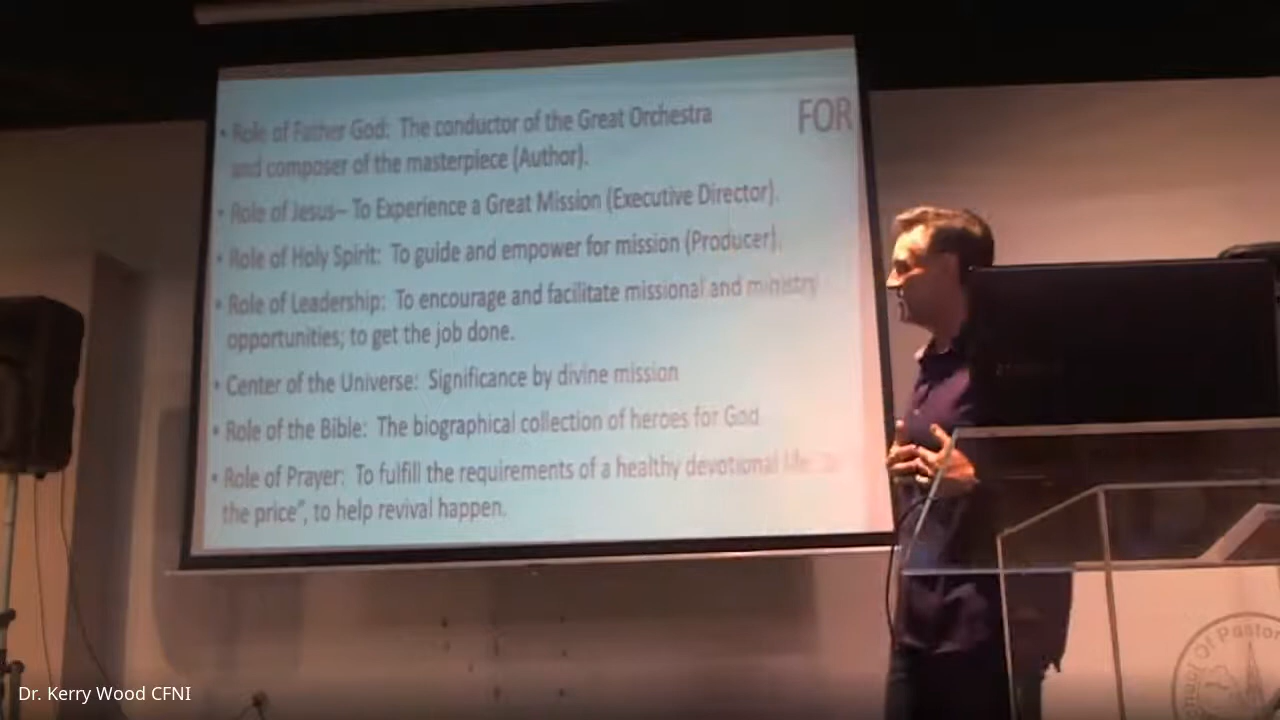 FOR
• Role of Father God: The conductor of the Great Orchestra
and composer of the masterpiece (Author).
• Role of Jesus– To Experience a Great Mission (Executive Director).
• Role of Holy Spirit: To guide and empower for mission (Producer).
• Role of Leadership: To encourage and facilitate missional and ministry
opportunities; to get the job done.
• Center of the Universe: Significance by divine mission
• Role of the Bible: The biographical collection of heroes for God
• Role of Prayer: To fulfill the requirements of a healthy devotional life.
the price”, to help revival happen.
Of Pastor
Dr. Kerry Wood CFNI